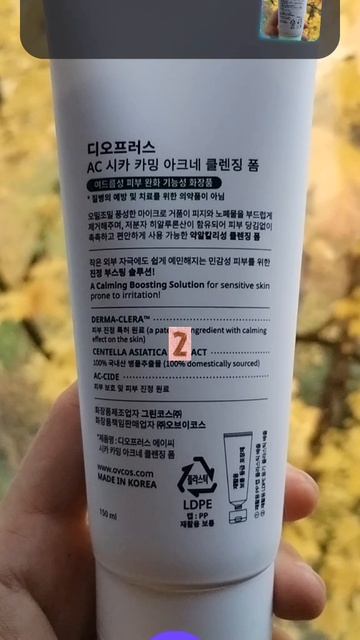 디오프러스
AC 시카 카밍 아크네 클렌징 폼
여드름성 피부 완화 기능성 화장품
* 질병의 예방 및 치료를 위한 의약품이 아님
오밀조밀 풍성한 마이크로 거품이 피지와 노폐물을 부드럽게
제거해주며, 저분자 히알루론산이 함유되어 피부 당김없이
촉촉하고 편안하게 사용 가능한 약알칼리성 클렌징 폼
작은 외부 자극에도 쉽게 예민해지는 민감성 피부를 위한
진정 부스팅 솔루션!
A Calming Boosting Solution for sensitive skin
prone to irritation!
DERMA-CLERA™
피부 진정 특허 원료 (a ingredient with calming
effect on the skin)
2
CENTELLA ASIATICA ACT
100% 국내산 병풀추출물 (100% domestically sourced)
AC-CIDE
피부 보호 및 피부 진정 원료
화장품제조업자 그린코스㈜
화장품책임판매업자 ㈜오브이코스
*제품명 : 디오프러스 에이씨
시카 카밍 아크네 클렌징 폼
www.ovcos.com
MADE IN KOREA
150 ml
플라스틱
LDPE
캡 : PP
재활용 보통